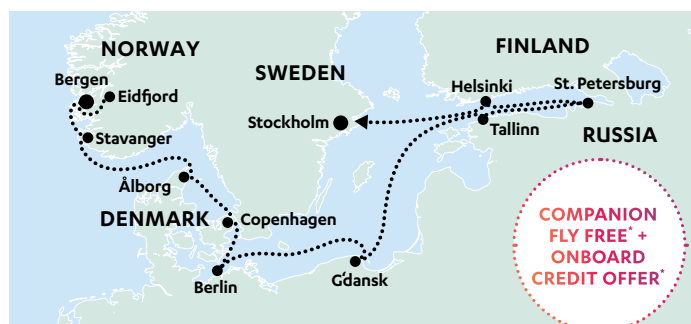 NORWAY
FINLAND
Bergen
Eidfjord
SWEDEN
Helsinki
St. Petersburg
Stockholm
Tallinn
Stavanger
RUSSIA
Ålborg
DENMARK
Copenhagen
Berlin
G'dansk
COMPANION
FLY FREE* +
ONBOARD
CREDIT OFFER*